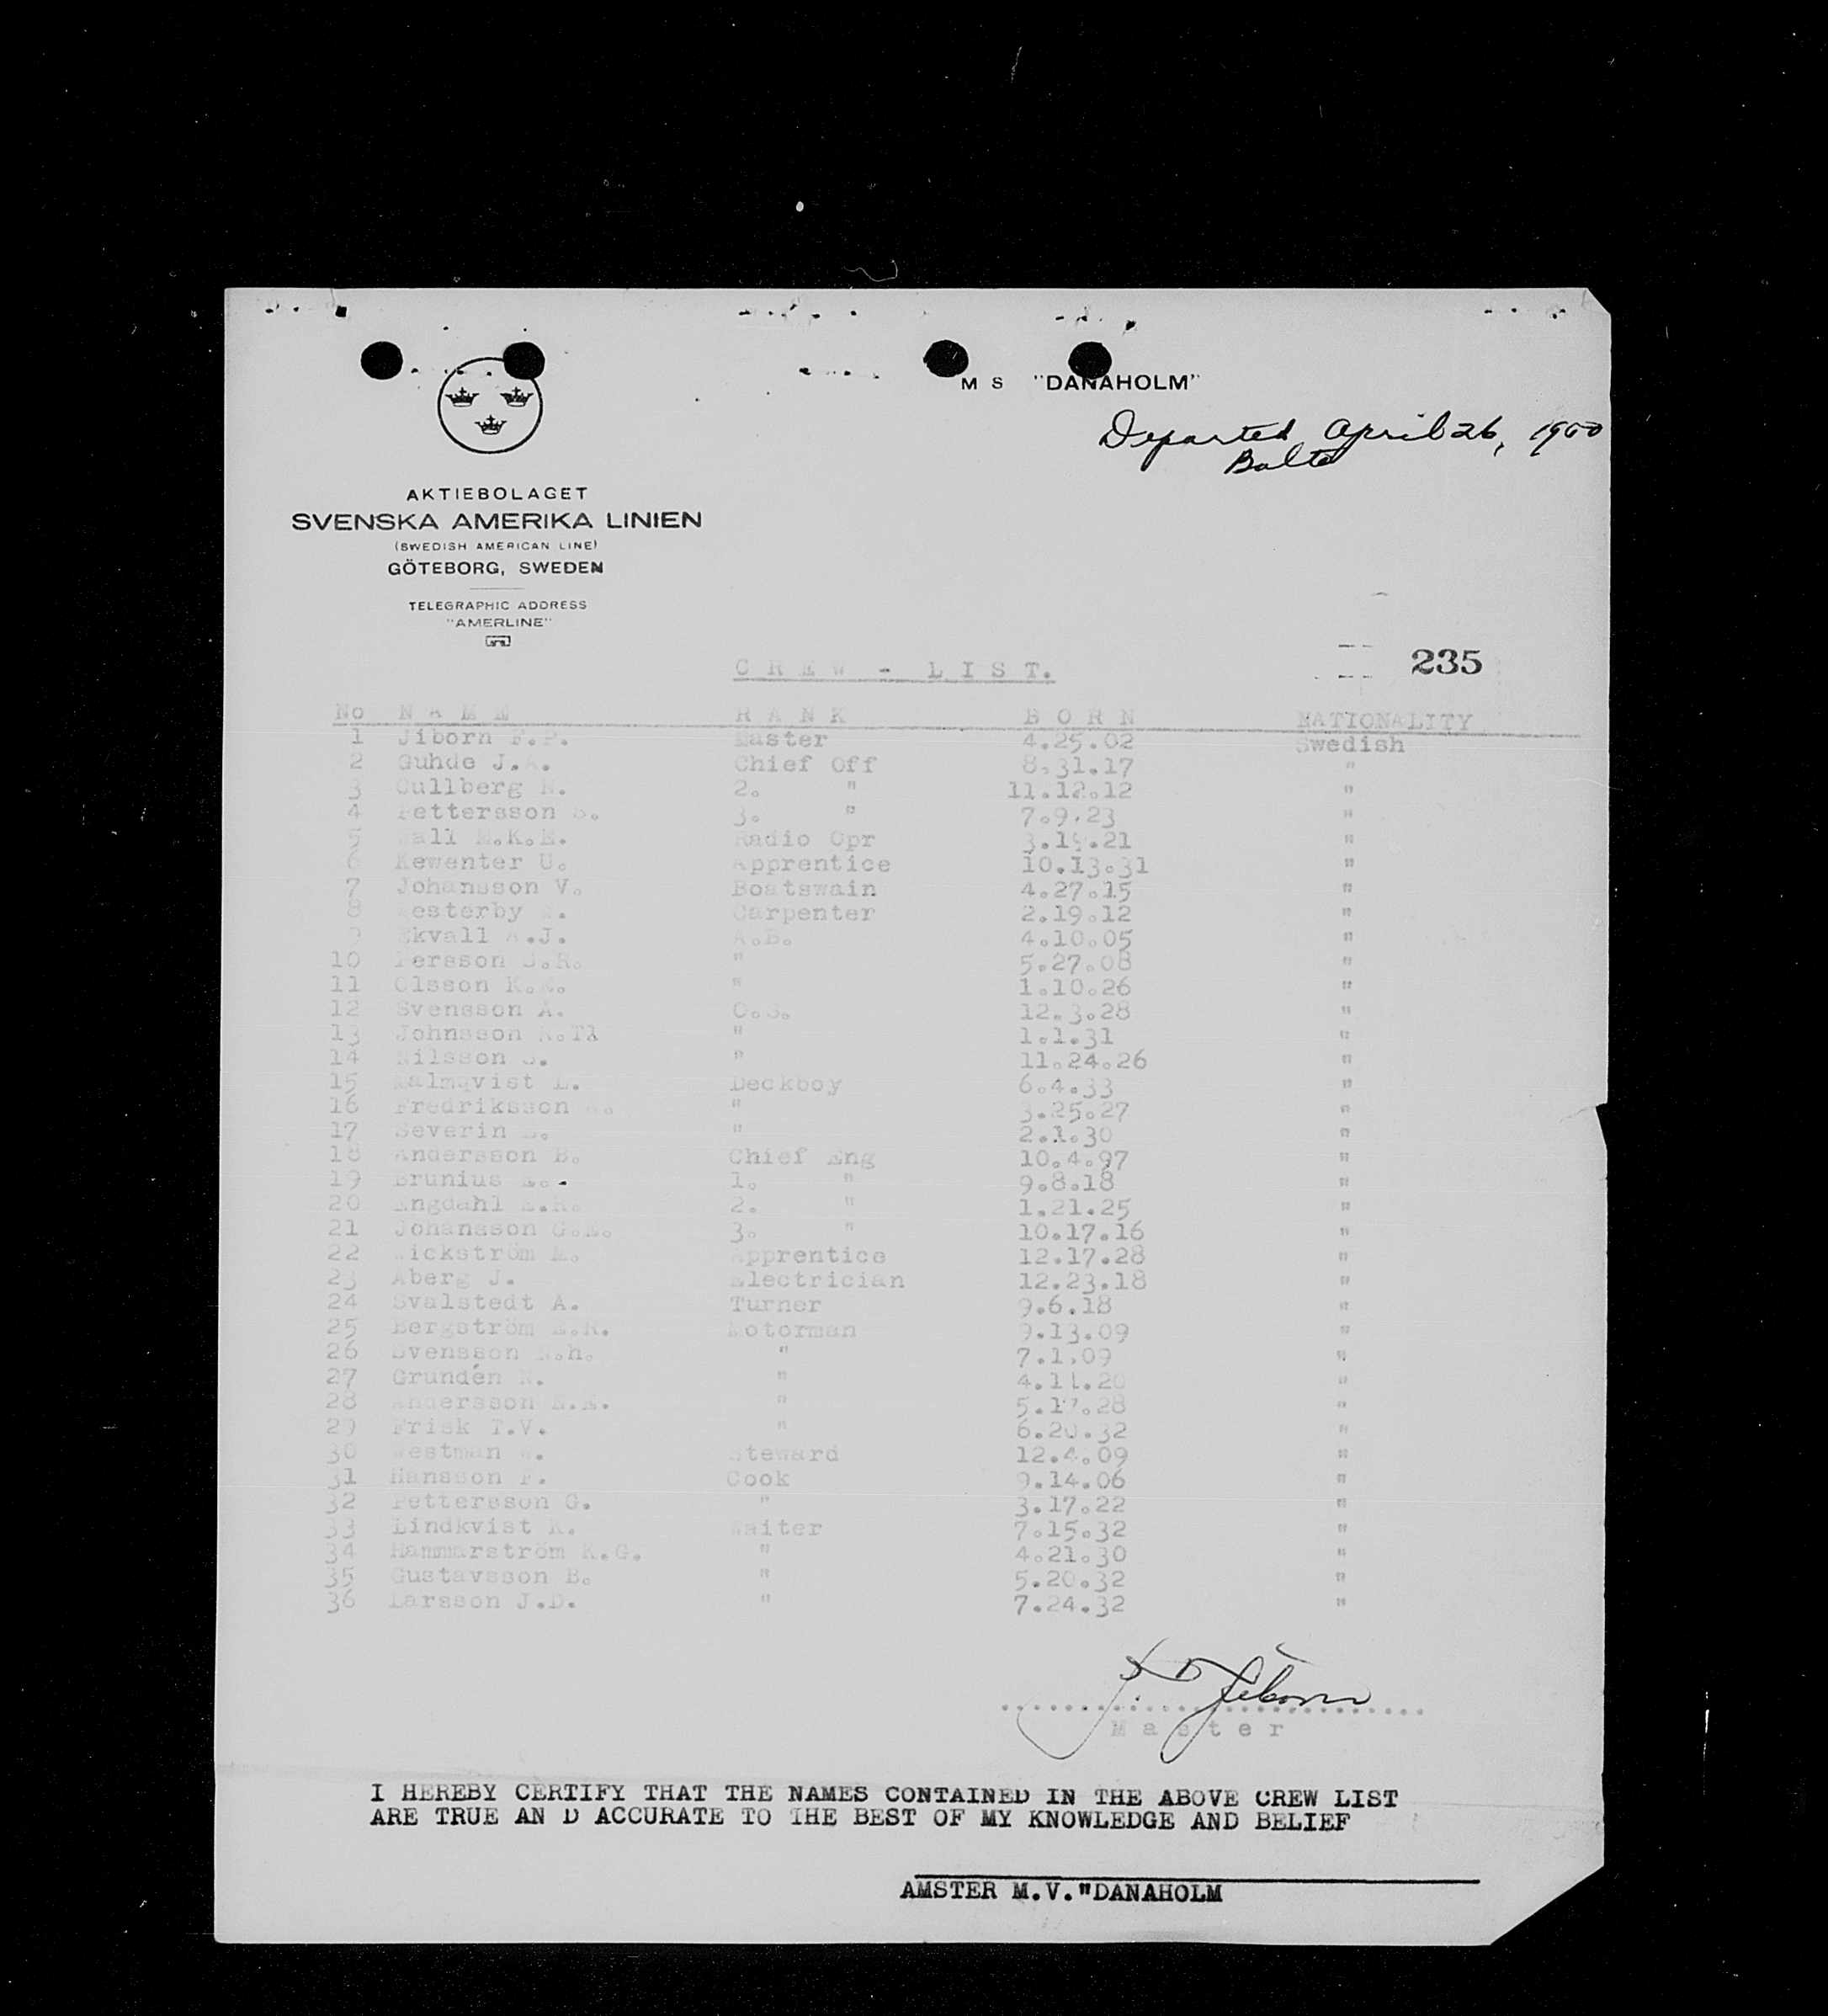 M S "DANAHOLM"
Departed April 26, 1950
Balto
AKTIEBOLAGET
SVENSKA AMERIKA LINIEN
(SWEDISH AMERICAN LINE)
GÖTEBORG, SWEDEN
TELEGRAPHIC ADDRESS
"AMERLINE"
235
CREW - LIST.
No NAME RANK BORN NATIONALITY
1 Jiborn F.P. Master 4.25.02 Swedish
2 Guhde J. Chief Off 8.31.17 "
3 Gullberg 2. " 11.12.12 "
4 Pettersson 3. " 7.9.23 "
5 Radio Opr "
6 Kewenter U. Apprentice 10.13.31 "
7 Johansson V. Boatswain 4.27.15 "
8 Westerby Carpenter 2.19.12 "
9 Ekvall A.J. A.B. 4.10.05 "
10 Persson " 5.27.08 "
11 Olsson " 1.10.26 "
12 Svensson A. O.S. 12.3.28 "
13 Johnsson " 1.1.31 "
14 Nilsson " 11.24.26 "
15 Malmqvist Deckboy 6.4.33 "
16 Fredriksson " 3.25.27 "
17 Severin " 2.1.30 "
18 Andersson B. Chief Eng 10.4.97 "
19 Brunius 1. " 9.8.18 "
20 Engdahl 2. " 1.21.25 "
21 Johansson 3. " 10.17.16 "
22 Apprentice 12.17.28 "
23 Aberg J. Electrician 12.23.18 "
24 Svalstedt A. Turner 9.6.18 "
25 Bergström Motorman 9.13.09 "
26 Svensson " 7.1.09 "
27 Grundén " "
28 Andersson " 5.17.28 "
29 Frisk T.V. " 6.20.32 "
30 Westman Steward 12.4.09 "
31 Hansson Cook 9.14.06 "
32 Pettersson G. " 3.17.22 "
33 Lindkvist Waiter 7.15.32 "
34 Hammarström K.G. " 4.21.30 "
35 Gustavsson B. " 5.20.32 "
36 Larsson J.D. " 7.24.32 "
Jiborn
Master
I HEREBY CERTIFY THAT THE NAMES CONTAINED IN THE ABOVE CREW LIST
ARE TRUE AN D ACCURATE TO THE BEST OF MY KNOWLEDGE AND BELIEF
AMSTER M.V."DANAHOLM